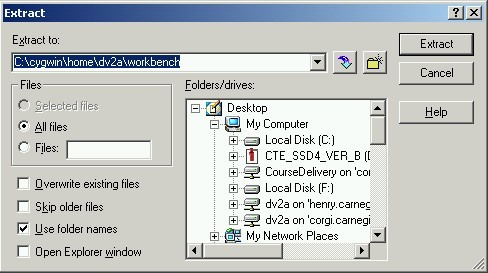 Extract
Extract to:
C:\cygwin\home\dv2a\workbench
Extract
Cancel
Help
Files
Selected files
All files
Files:
Overwrite existing files
Skip older files
Use folder names
Open Explorer window
Folders/drives:
Desktop
My Computer
Local Disk (C:)
CTE_SSD4_VER_B (D
CourseDelivery on 'co
Local Disk (F:)
dv2a on 'henry.carnegi
dv2a on 'corgi.carnegi
My Network Places